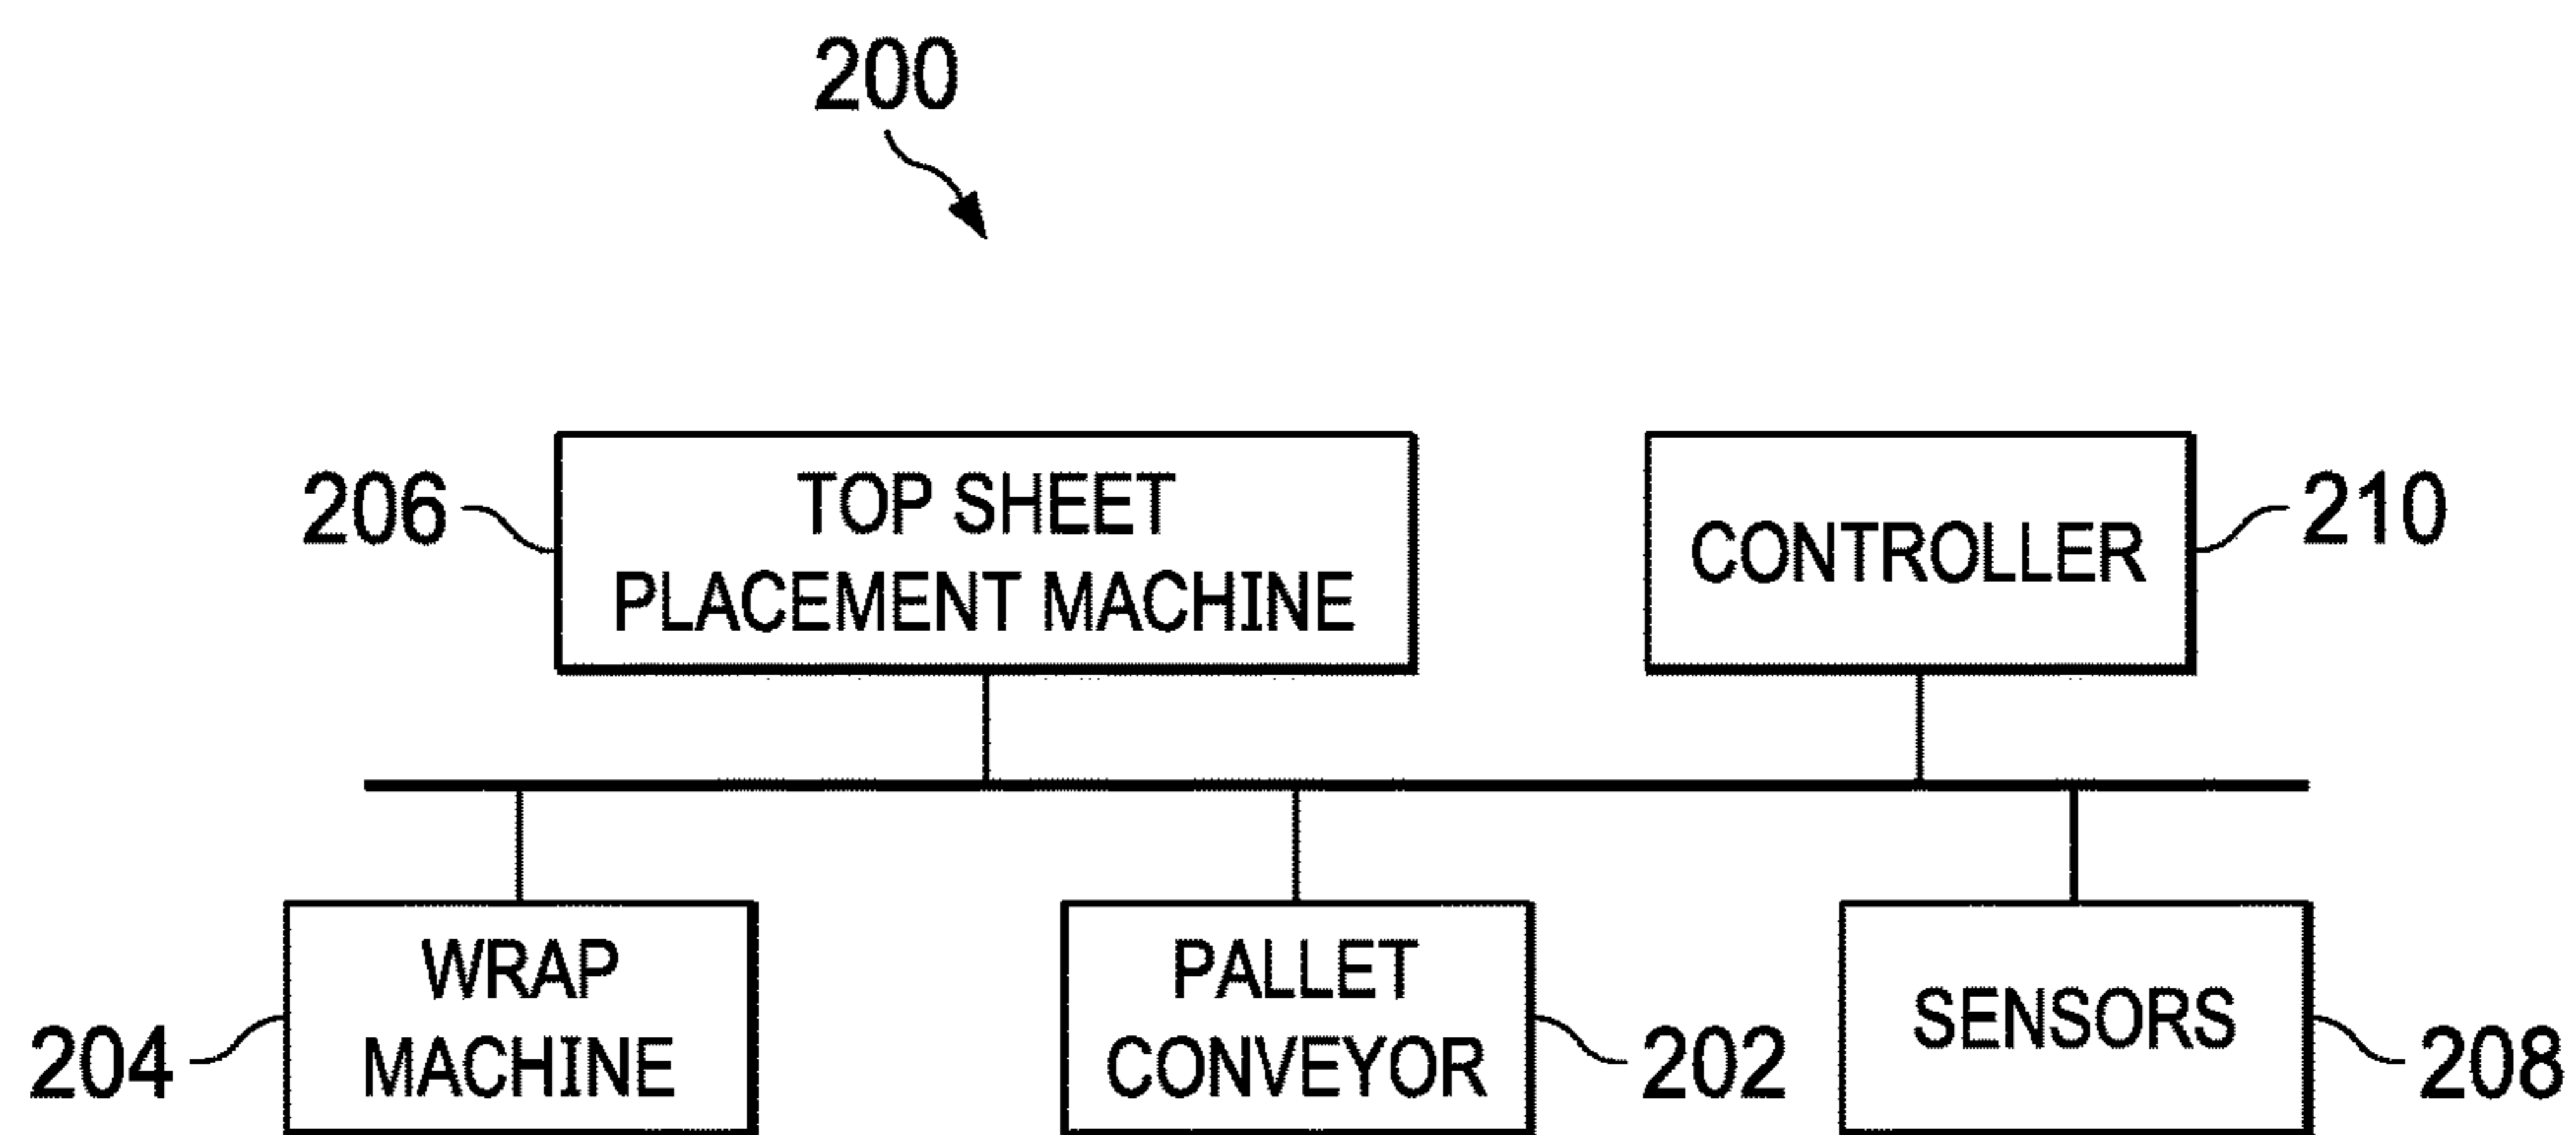 200
206
TOP SHEET
PLACEMENT MACHINE
CONTROLLER
210
204
WRAP
MACHINE
PALLET
CONVEYOR
202
SENSORS
208